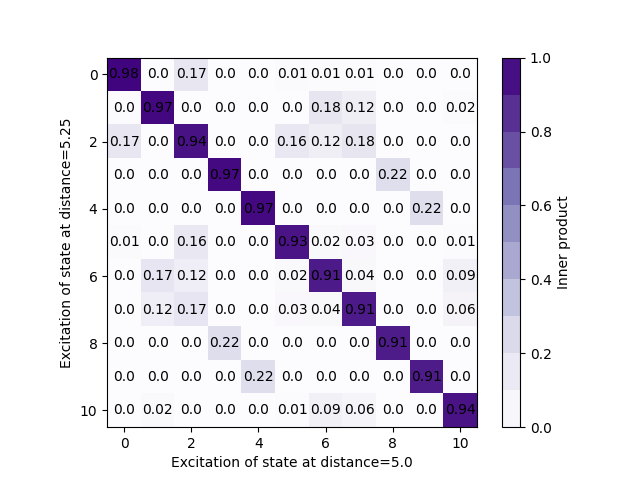 0 0.98 0.0 0.17 0.0 0.0 0.01 0.01 0.01 0.0 0.0 0.0
0.0 0.97 0.0 0.0 0.0 0.0 0.18 0.12 0.0 0.0 0.02
2 0.17 0.0 0.94 0.0 0.0 0.16 0.12 0.18 0.0 0.0 0.0
0.0 0.0 0.0 0.97 0.0 0.0 0.0 0.0 0.22 0.0 0.0
4 0.0 0.0 0.0 0.0 0.97 0.0 0.0 0.0 0.0 0.22 0.0
0.01 0.0 0.16 0.0 0.0 0.93 0.02 0.03 0.0 0.0 0.01
6 0.0 0.17 0.12 0.0 0.0 0.02 0.91 0.04 0.0 0.0 0.09
0.0 0.12 0.17 0.0 0.0 0.03 0.04 0.91 0.0 0.0 0.06
8 0.0 0.0 0.0 0.22 0.0 0.0 0.0 0.0 0.91 0.0 0.0
0.0 0.0 0.0 0.0 0.22 0.0 0.0 0.0 0.0 0.91 0.0
10 0.0 0.02 0.0 0.0 0.0 0.01 0.09 0.06 0.0 0.0 0.94
0 2 4 6 8 10
Excitation of state at distance=5.0
Excitation of state at distance=5.25
1.0
0.8
0.6
0.4
0.2
0.0
Inner product